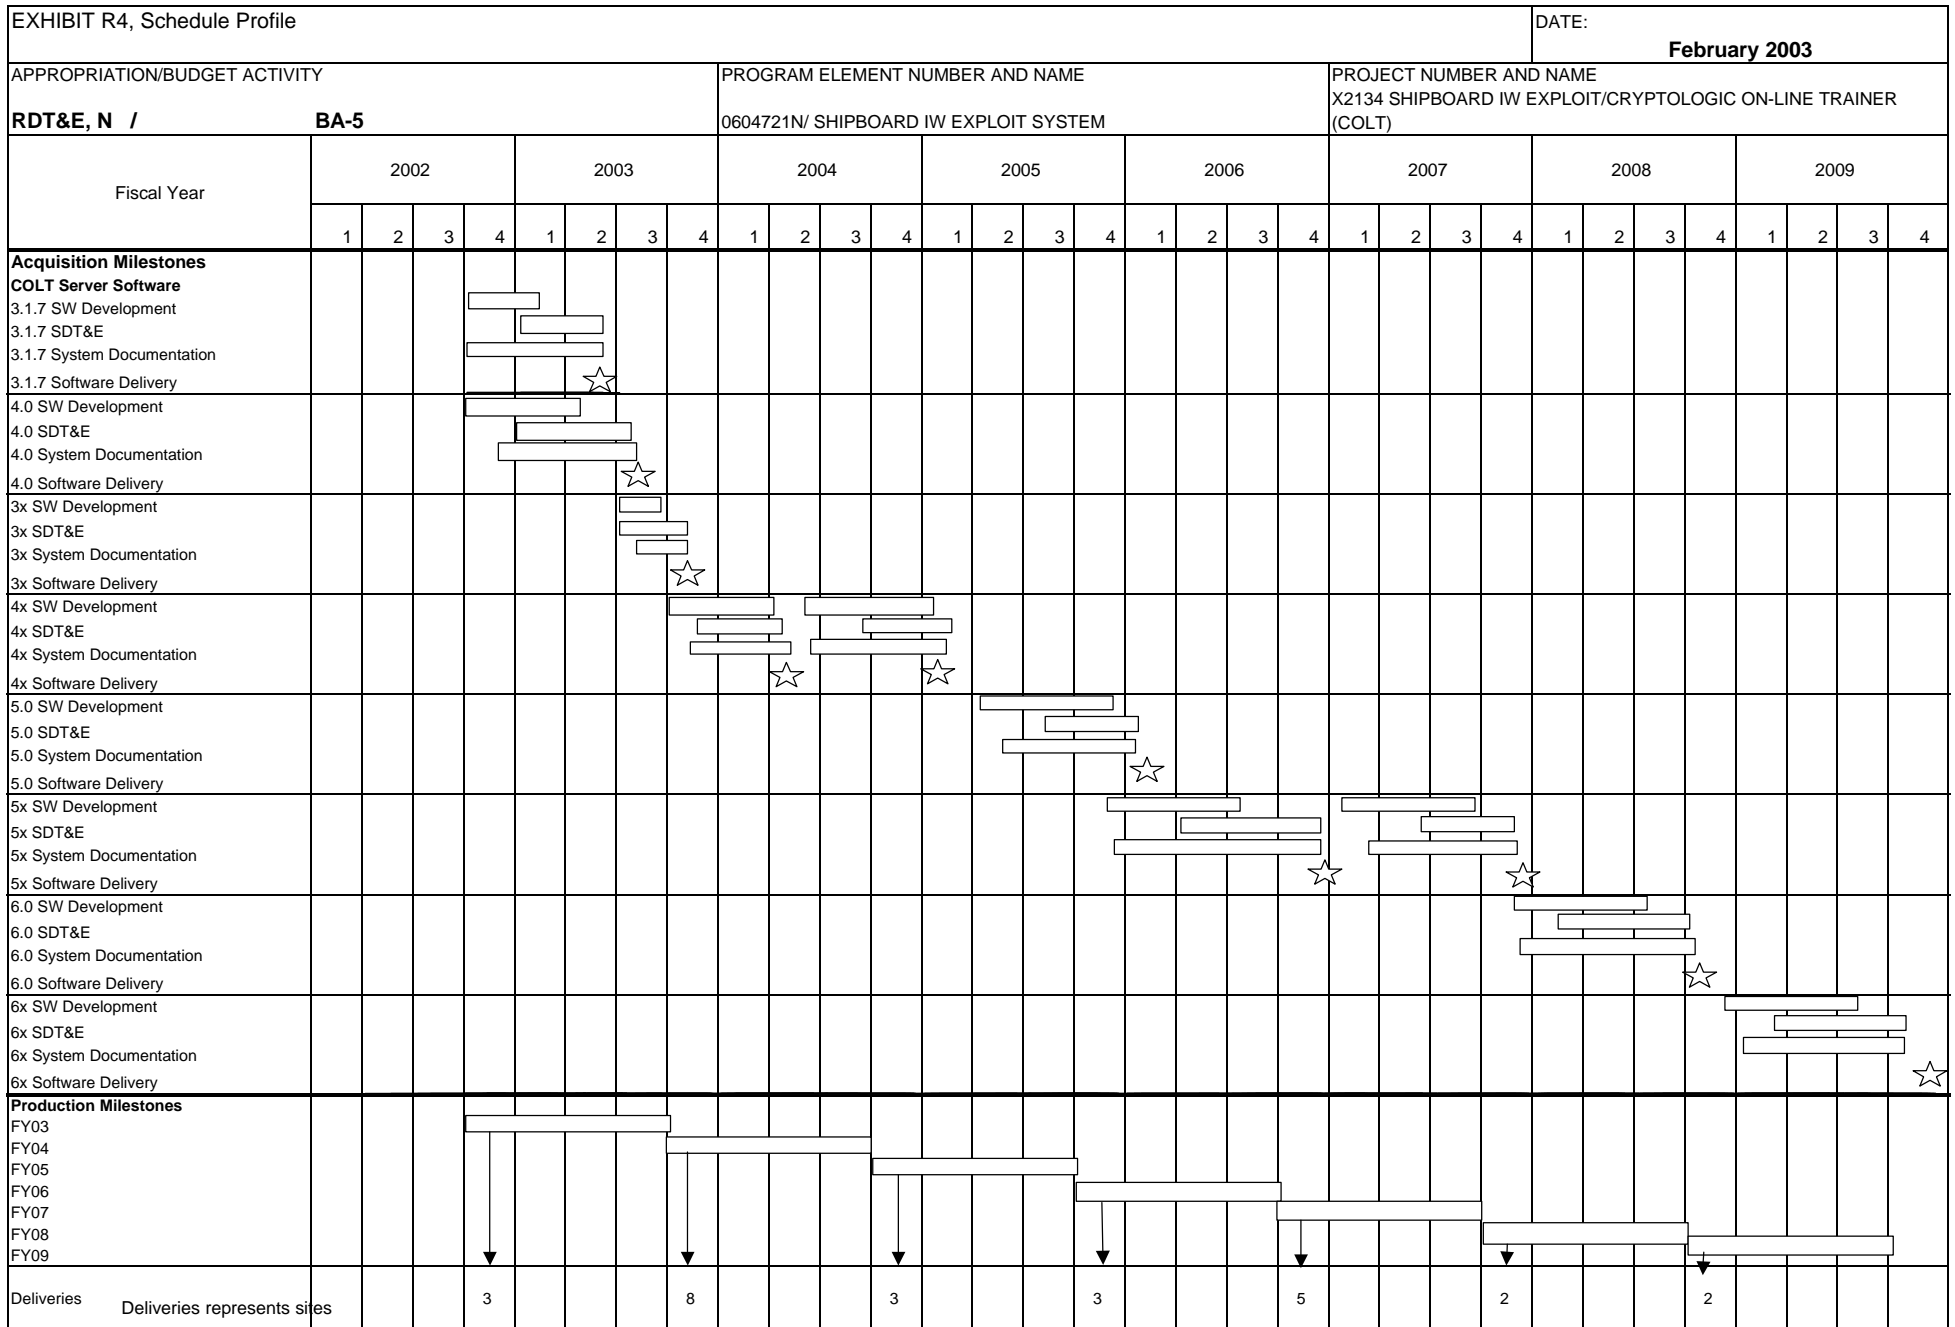 EXHIBIT R4, Schedule Profile
DATE:
February 2003
APPROPRIATION/BUDGET ACTIVITY
PROGRAM ELEMENT NUMBER AND NAME
PROJECT NUMBER AND NAME
X2134 SHIPBOARD IW EXPLOIT/CRYPTOLOGIC ON-LINE TRAINER
RDT&E, N / BA-5
0604721N/ SHIPBOARD IW EXPLOIT SYSTEM
(COLT)
Fiscal Year
2002 2003 2004 2005 2006 2007 2008 2009
1 2 3 4 1 2 3 4 1 2 3 4 1 2 3 4 1 2 3 4 1 2 3 4 1 2 3 4 1 2 3 4
Acquisition Milestones
COLT Server Software
3.1.7 SW Development
3.1.7 SDT&E
3.1.7 System Documentation
3.1.7 Software Delivery
4.0 SW Development
4.0 SDT&E
4.0 System Documentation
4.0 Software Delivery
3x SW Development
3x SDT&E
3x System Documentation
3x Software Delivery
4x SW Development
4x SDT&E
4x System Documentation
4x Software Delivery
5.0 SW Development
5.0 SDT&E
5.0 System Documentation
5.0 Software Delivery
5x SW Development
5x SDT&E
5x System Documentation
5x Software Delivery
6.0 SW Development
6.0 SDT&E
6.0 System Documentation
6.0 Software Delivery
6x SW Development
6x SDT&E
6x System Documentation
6x Software Delivery
Production Milestones
FY03
FY04
FY05
FY06
FY07
FY08
FY09
Deliveries
Deliveries represents sites
3 8 3 3 5 2 2